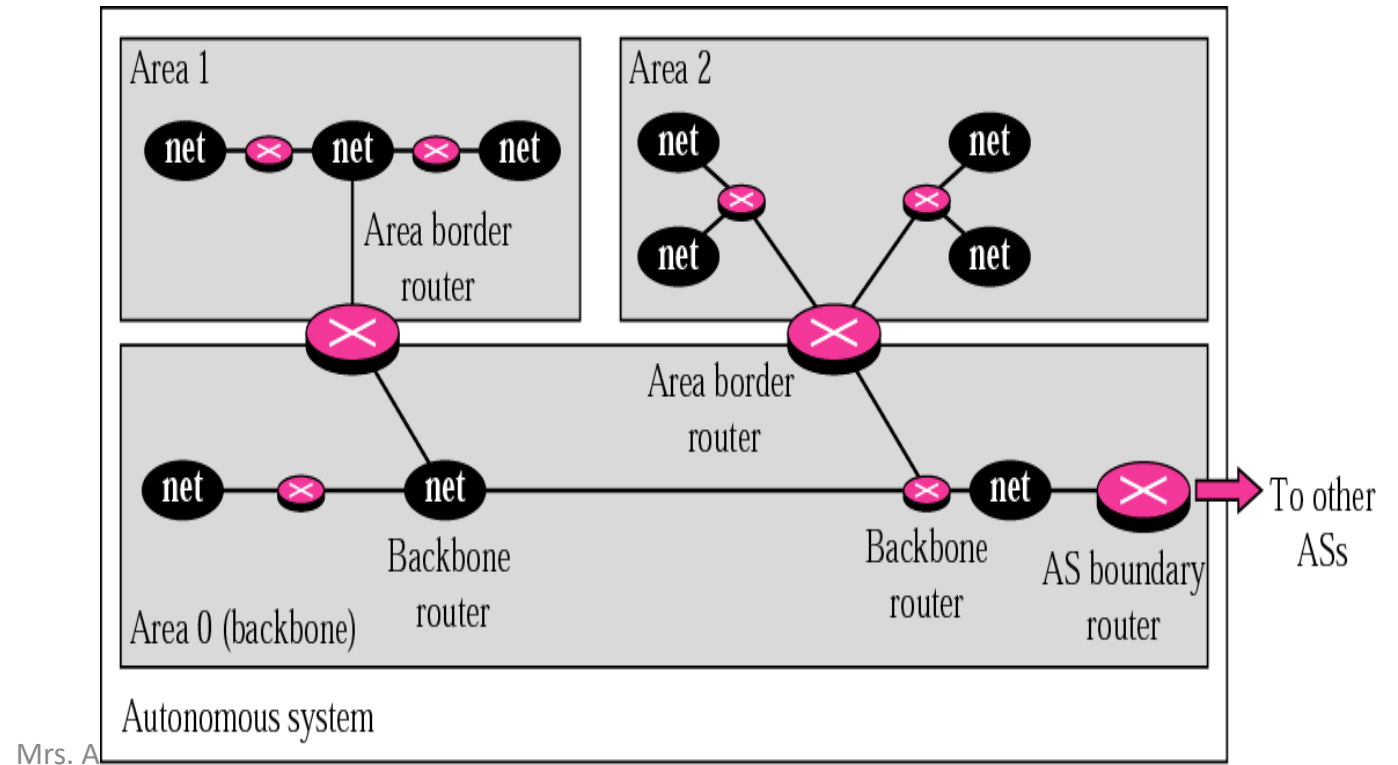 Area 1
net
net
net
Area border
router
Area 2
net
net
net
net
Area border
router
net
net
net
Backbone
router
Backbone
router
AS boundary
router
To other
ASs
Area 0 (backbone)
Autonomous system
Mrs. A